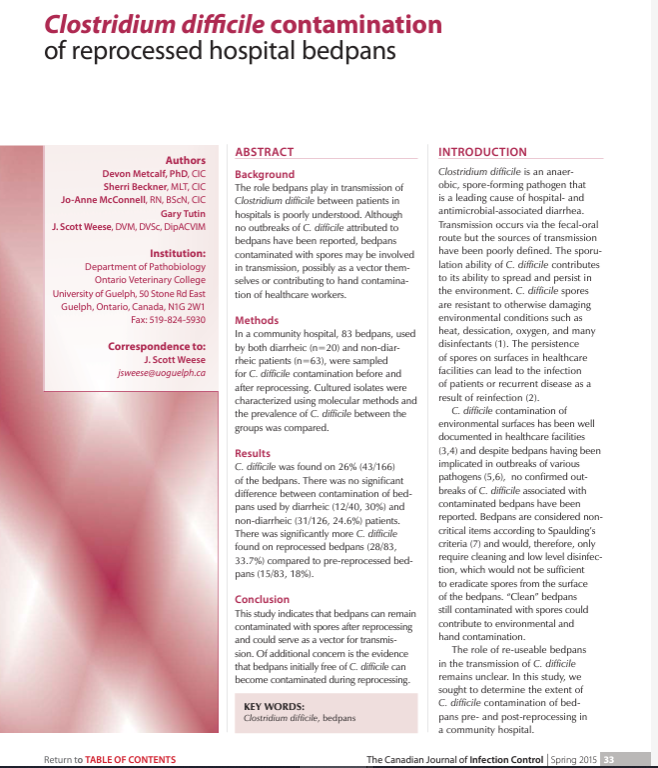 Clostridium difficile contamination
of reprocessed hospital bedpans
Authors
Devon Metcalf, PhD, CIC
Sherri Beckner, MLT, CIC
Jo-Anne McConnell, RN, BScN, CIC
Gary Tutin
J. Scott Weese, DVM, DVSc, DipACVIM
Institution:
Department of Pathobiology
Ontario Veterinary College
University of Guelph, 50 Stone Rd East
Guelph, Ontario, Canada, N1G 2W1
Fax: 519-824-5930
Correspondence to:
J. Scott Weese
jsweese@uoguelph.ca
ABSTRACT
Background
The role bedpans play in transmission of
Clostridium difficile between patients in
hospitals is poorly understood. Although
no outbreaks of C. difficile attributed to
bedpans have been reported, bedpans
contaminated with spores may be involved
in transmission, possibly as a vector them-
selves or contributing to hand contamina-
tion of healthcare workers.
Methods
In a community hospital, 83 bedpans, used
by both diarrheic (n=20) and non-diar-
rheic patients (n=63), were sampled
for C. difficile contamination before and
after reprocessing. Cultured isolates were
characterized using molecular methods and
the prevalence of C. difficile between the
groups was compared.
Results
C. difficile was found on 26% (43/166)
of the bedpans. There was no significant
difference between contamination of bed-
pans used by diarrheic (12/40, 30%) and
non-diarrheic (31/126, 24.6%) patients.
There was significantly more C. difficile
found on reprocessed bedpans (28/83,
33.7%) compared to pre-reprocessed bed-
pans (15/83, 18%).
Conclusion
This study indicates that bedpans can remain
contaminated with spores after reprocessing
and could serve as a vector for transmis-
sion. Of additional concern is the evidence
that bedpans initially free of C. difficile can
become contaminated during reprocessing.
KEY WORDS:
Clostridium difficile, bedpans
INTRODUCTION
Clostridium difficile is an anaer-
obic, spore-forming pathogen that
is a leading cause of hospital- and
antimicrobial-associated diarrhea.
Transmission occurs via the fecal-oral
route but the sources of transmission
have been poorly defined. The sporu-
lation ability of C. difficile contributes
to its ability to spread and persist in
the environment. C. difficile spores
are resistant to otherwise damaging
environmental conditions such as
heat, dessication, oxygen, and many
disinfectants (1). The persistence
of spores on surfaces in healthcare
facilities can lead to the infection
of patients or recurrent disease as a
result of reinfection (2).
C. difficile contamination of
environmental surfaces has been well
documented in healthcare facilities
(3,4) and despite bedpans having been
implicated in outbreaks of various
pathogens (5,6), no confirmed out-
breaks of C. difficile associated with
contaminated bedpans have been
reported. Bedpans are considered non-
critical items according to Spaulding's
criteria (7) and would, therefore, only
require cleaning and low level disinfec-
tion, which would not be sufficient
to eradicate spores from the surface
of the bedpans. “Clean” bedpans
still contaminated with spores could
contribute to environmental and
hand contamination.
The role of re-useable bedpans
in the transmission of C. difficile
remains unclear. In this study, we
sought to determine the extent of
C. difficile contamination of bed-
pans pre- and post-reprocessing in
a community hospital.
Return to TABLE OF CONTENTS
The Canadian Journal of Infection Control | Spring 2015 33